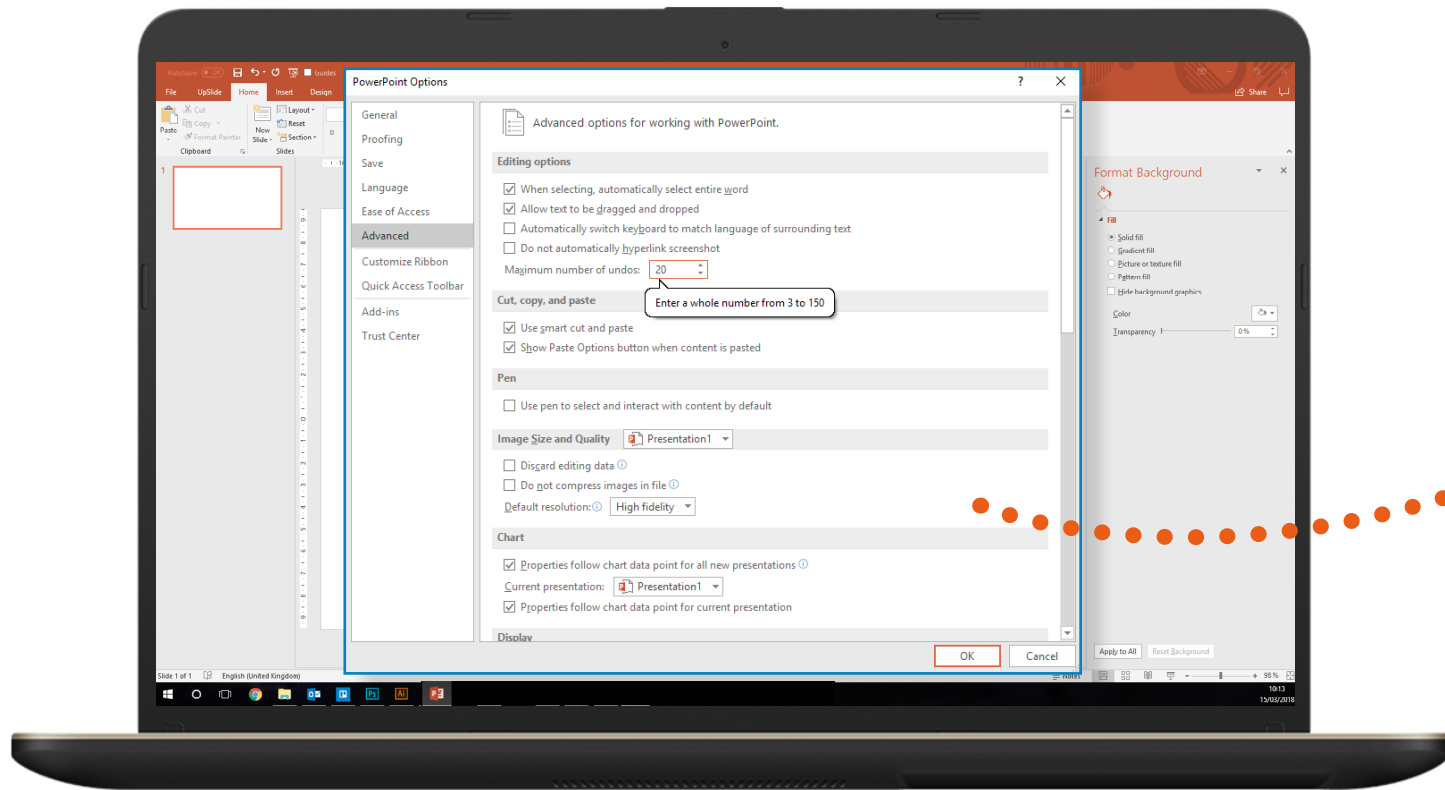 AutoSave Off Guides
File UpSlide Home Insert Design Share
PowerPoint Options ? ×
Paste Cut Copy Format Painter
Clipboard
New Slide Layout Reset Section B
Slides
1
General
Proofing
Save
Language
Ease of Access
Advanced
Customize Ribbon
Quick Access Toolbar
Add-ins
Trust Center
Advanced options for working with PowerPoint.
Editing options
When selecting, automatically select entire word
Allow text to be dragged and dropped
Automatically switch keyboard to match language of surrounding text
Do not automatically hyperlink screenshot
Maximum number of undos: 20
Enter a whole number from 3 to 150
Cut, copy, and paste
Use smart cut and paste
Show Paste Options button when content is pasted
Pen
Use pen to select and interact with content by default
Image Size and Quality Presentation1
Discard editing data
Do not compress images in file
Default resolution: High fidelity
Chart
Properties follow chart data point for all new presentations
Current presentation: Presentation1
Properties follow chart data point for current presentation
Display
OK Cancel
Format Background
Fill
Solid fill
Gradient fill
Picture or texture fill
Pattern fill
Hide background graphics
Color
Transparency 0%
Apply to All Reset Background
Slide 1 of 1 English (United Kingdom) Notes 98 %
Ps Ai
10:13
15/03/2018